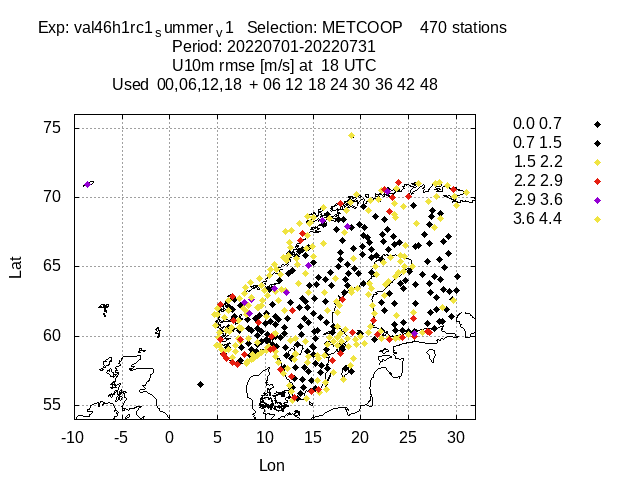 Exp: val46h1rc1summerv1 Selection: METCOOP 470 stations
Period: 20220701-20220731
U10m rmse [m/s] at 18 UTC
Used 00,06,12,18 + 06 12 18 24 30 36 42 48
0.0 0.7
0.7 1.5
1.5 2.2
2.2 2.9
2.9 3.6
3.6 4.4
75
70
65
60
55
Lat
-10 -5 0 5 10 15 20 25 30
Lon